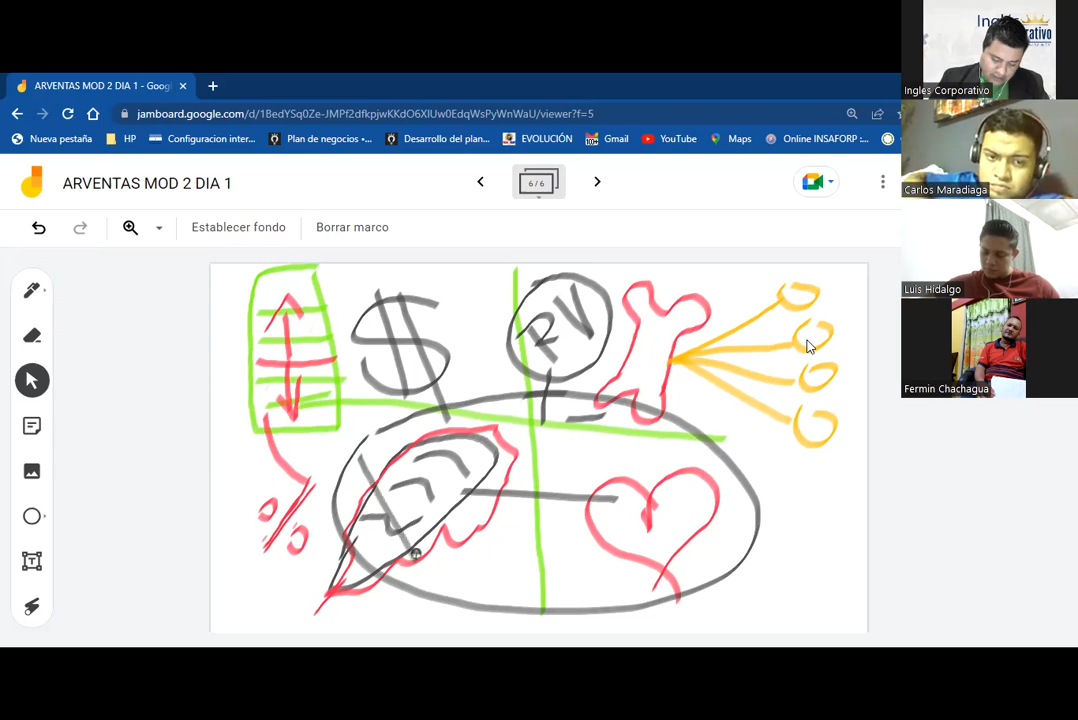 ARVENTAS MOD 2 DIA 1 - Goog
jamboard.google.com/d/1BedYSq0Ze-JMPf2dfkpjwKKdO6XIUw0EdqWsPyWnWaU/viewer?f=5
Nueva pestaña HP Configuracion inter... Plan de negocios •... Desarrollo del plan... EVOLUCIÓN Gmail YouTube Maps Online INSAFORP :...
ARVENTAS MOD 2 DIA 1
6 / 6
Establecer fondo Borrar marco
$ PV
%
Inglés Corporativo
Carlos Maradiaga
Luis Hidalgo
Fermin Chachagua